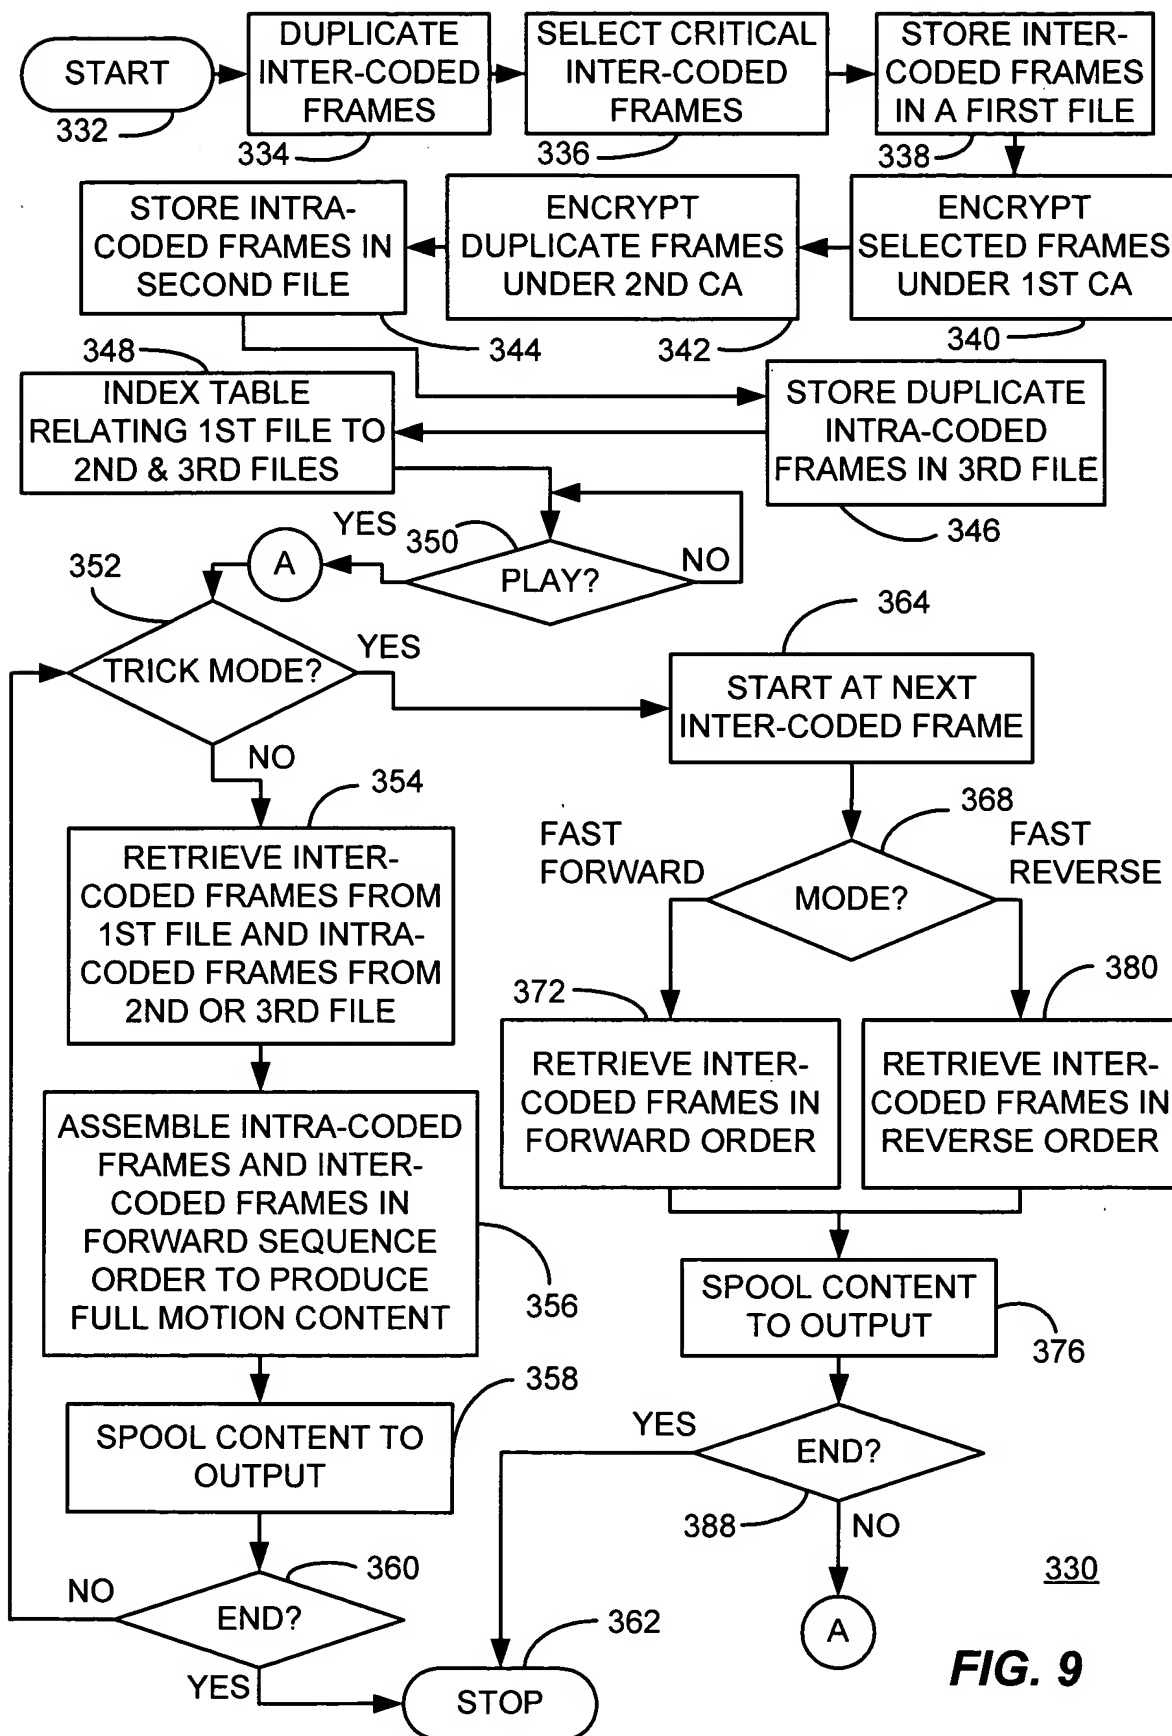 START
332
DUPLICATE
INTER-CODED
FRAMES
334
SELECT CRITICAL
INTER-CODED
FRAMES
336
STORE INTER-
CODED FRAMES
IN A FIRST FILE
338
ENCRYPT
SELECTED FRAMES
UNDER 1ST CA
340
ENCRYPT
DUPLICATE FRAMES
UNDER 2ND CA
342
STORE INTRA-
CODED FRAMES IN
SECOND FILE
344
STORE DUPLICATE
INTRA-CODED
FRAMES IN 3RD FILE
346
348
INDEX TABLE
RELATING 1ST FILE TO
2ND & 3RD FILES
350
PLAY?
NO
YES
A
352
TRICK MODE?
YES
NO
354
RETRIEVE INTER-
CODED FRAMES FROM
1ST FILE AND INTRA-
CODED FRAMES FROM
2ND OR 3RD FILE
ASSEMBLE INTRA-CODED
FRAMES AND INTER-
CODED FRAMES IN
FORWARD SEQUENCE
ORDER TO PRODUCE
FULL MOTION CONTENT
356
358
SPOOL CONTENT TO
OUTPUT
360
END?
NO
YES
362
STOP
364
START AT NEXT
INTER-CODED FRAME
368
MODE?
FAST
FORWARD
FAST
REVERSE
372
RETRIEVE INTER-
CODED FRAMES IN
FORWARD ORDER
380
RETRIEVE INTER-
CODED FRAMES IN
REVERSE ORDER
SPOOL CONTENT
TO OUTPUT
376
END?
388
YES
NO
A
330
FIG. 9